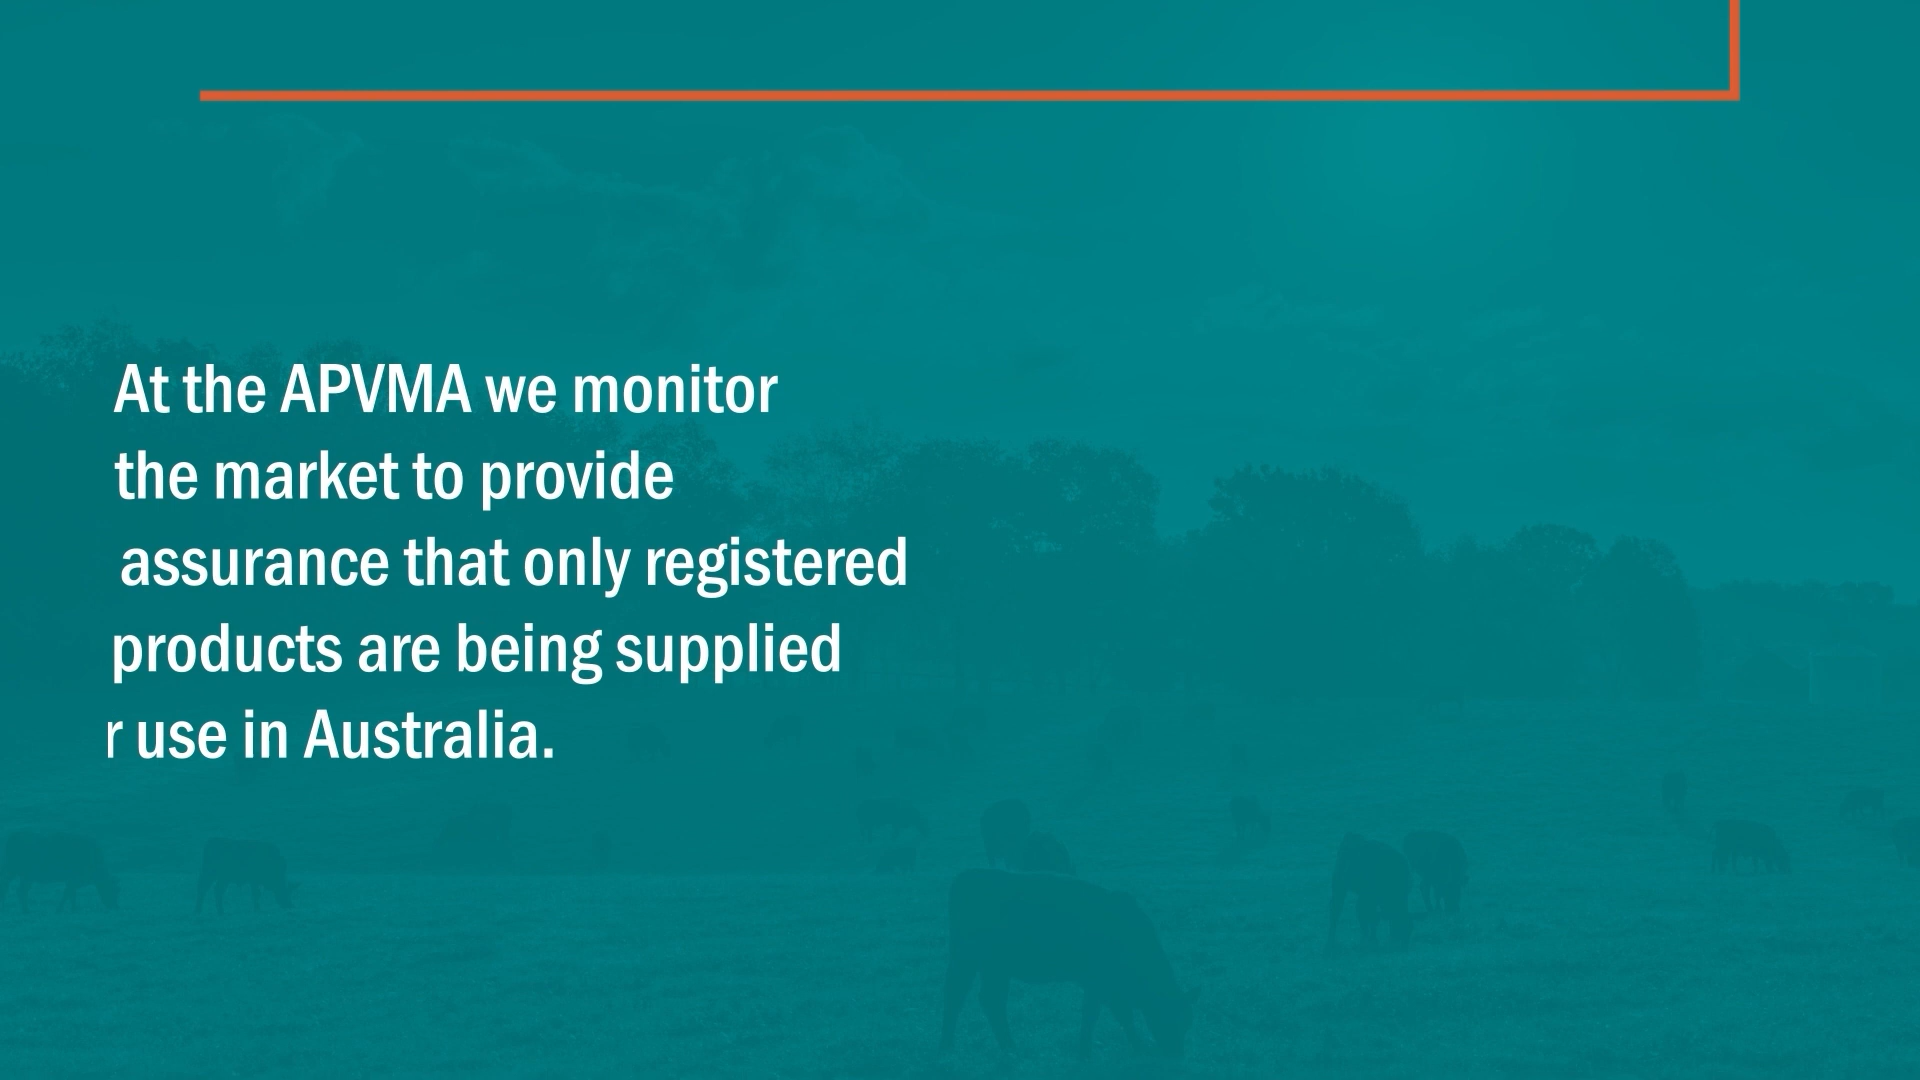 At the APVMA we monitor
the market to provide
assurance that only registered
products are being supplied
r use in Australia.